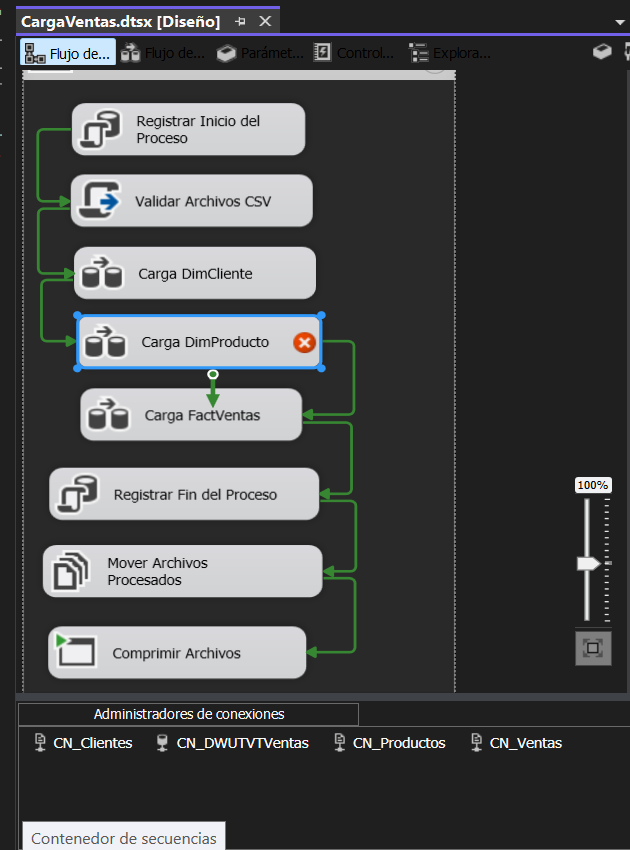 CargaVentas.dtsx [Diseño]
Flujo de...
Flujo de...
Parámet...
Control...
Explora...
Registrar Inicio del
Proceso
Validar Archivos CSV
Carga DimCliente
Carga DimProducto
Carga FactVentas
Registrar Fin del Proceso
Mover Archivos
Procesados
Comprimir Archivos
100%
Administradores de conexiones
CN_Clientes
CN_DWUTVTVentas
CN_Productos
CN_Ventas
Contenedor de secuencias